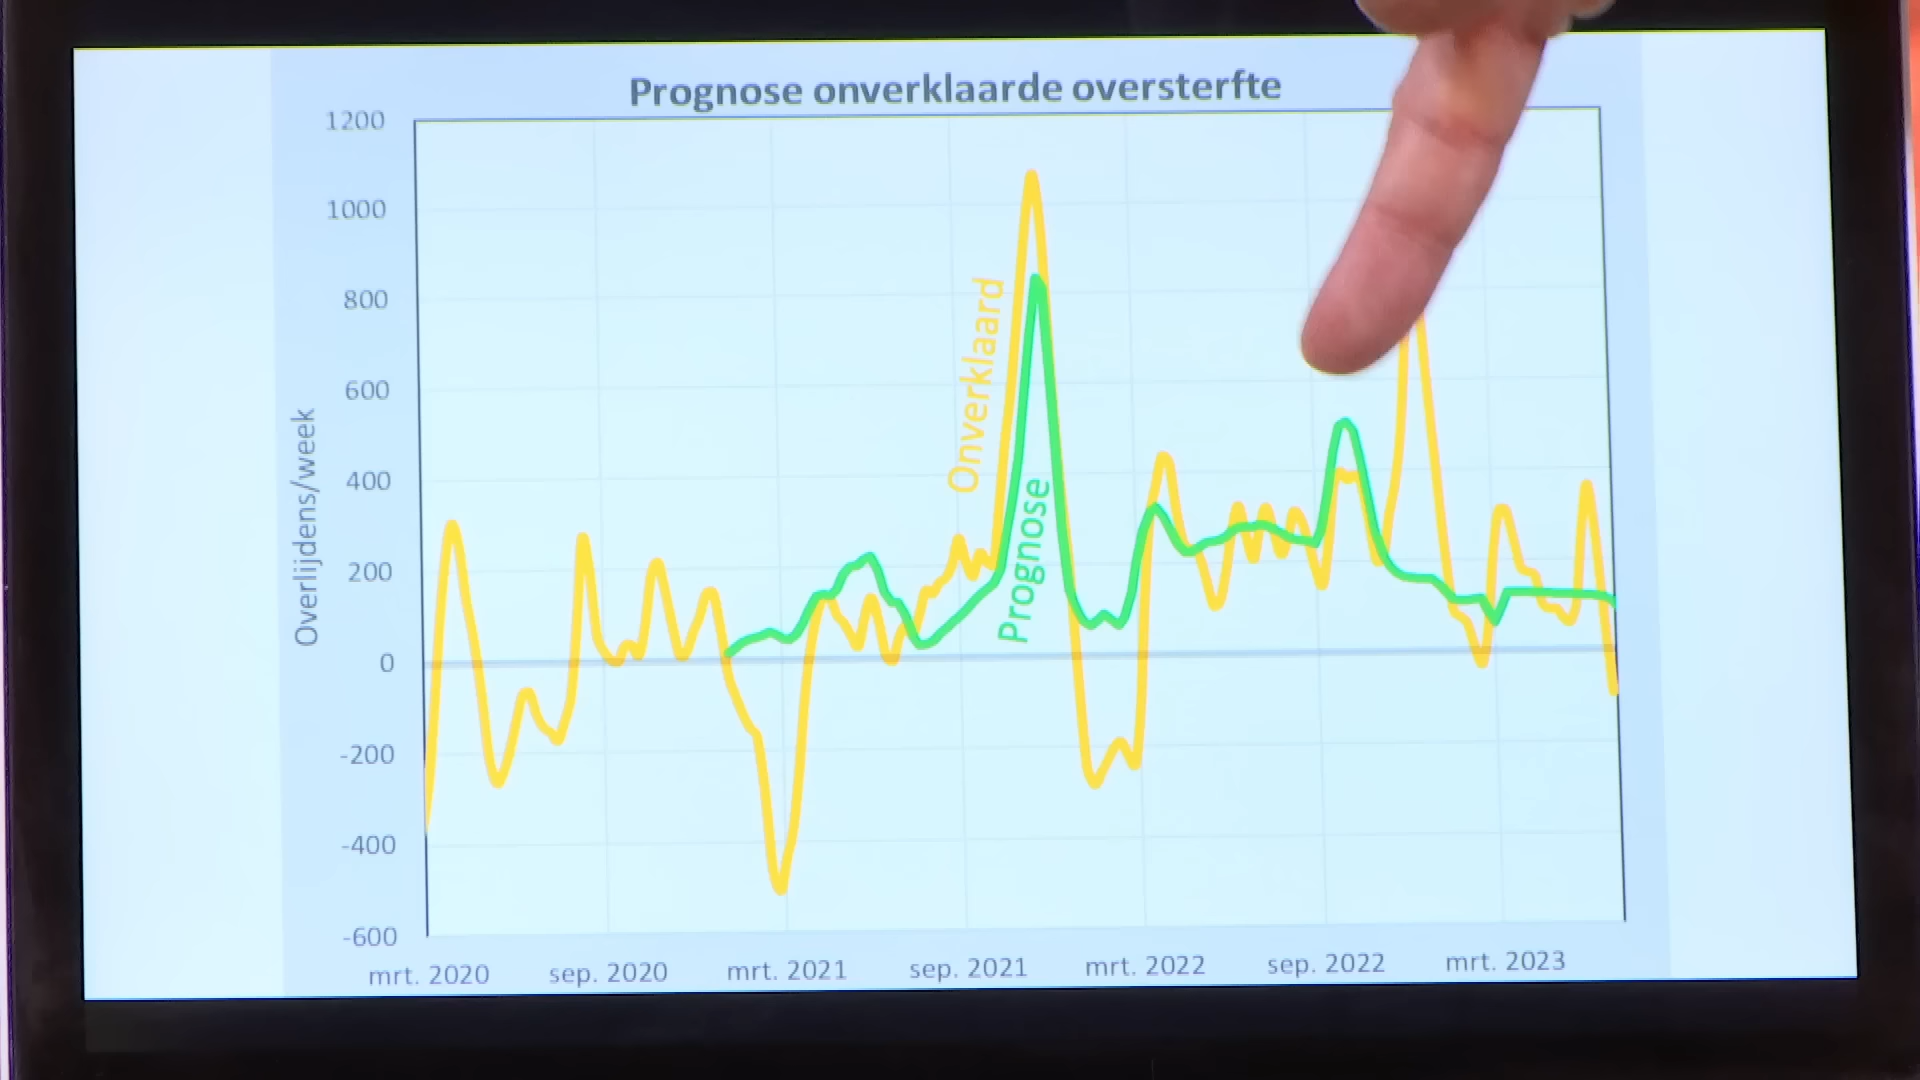 Prognose onverklaarde oversterfte
1200
1000
800
600
400
200
0
-200
-400
-600
Overlijdens/week
Onverklaard
Prognose
mrt. 2020
sep. 2020
mrt. 2021
sep. 2021
mrt. 2022
sep. 2022
mrt. 2023